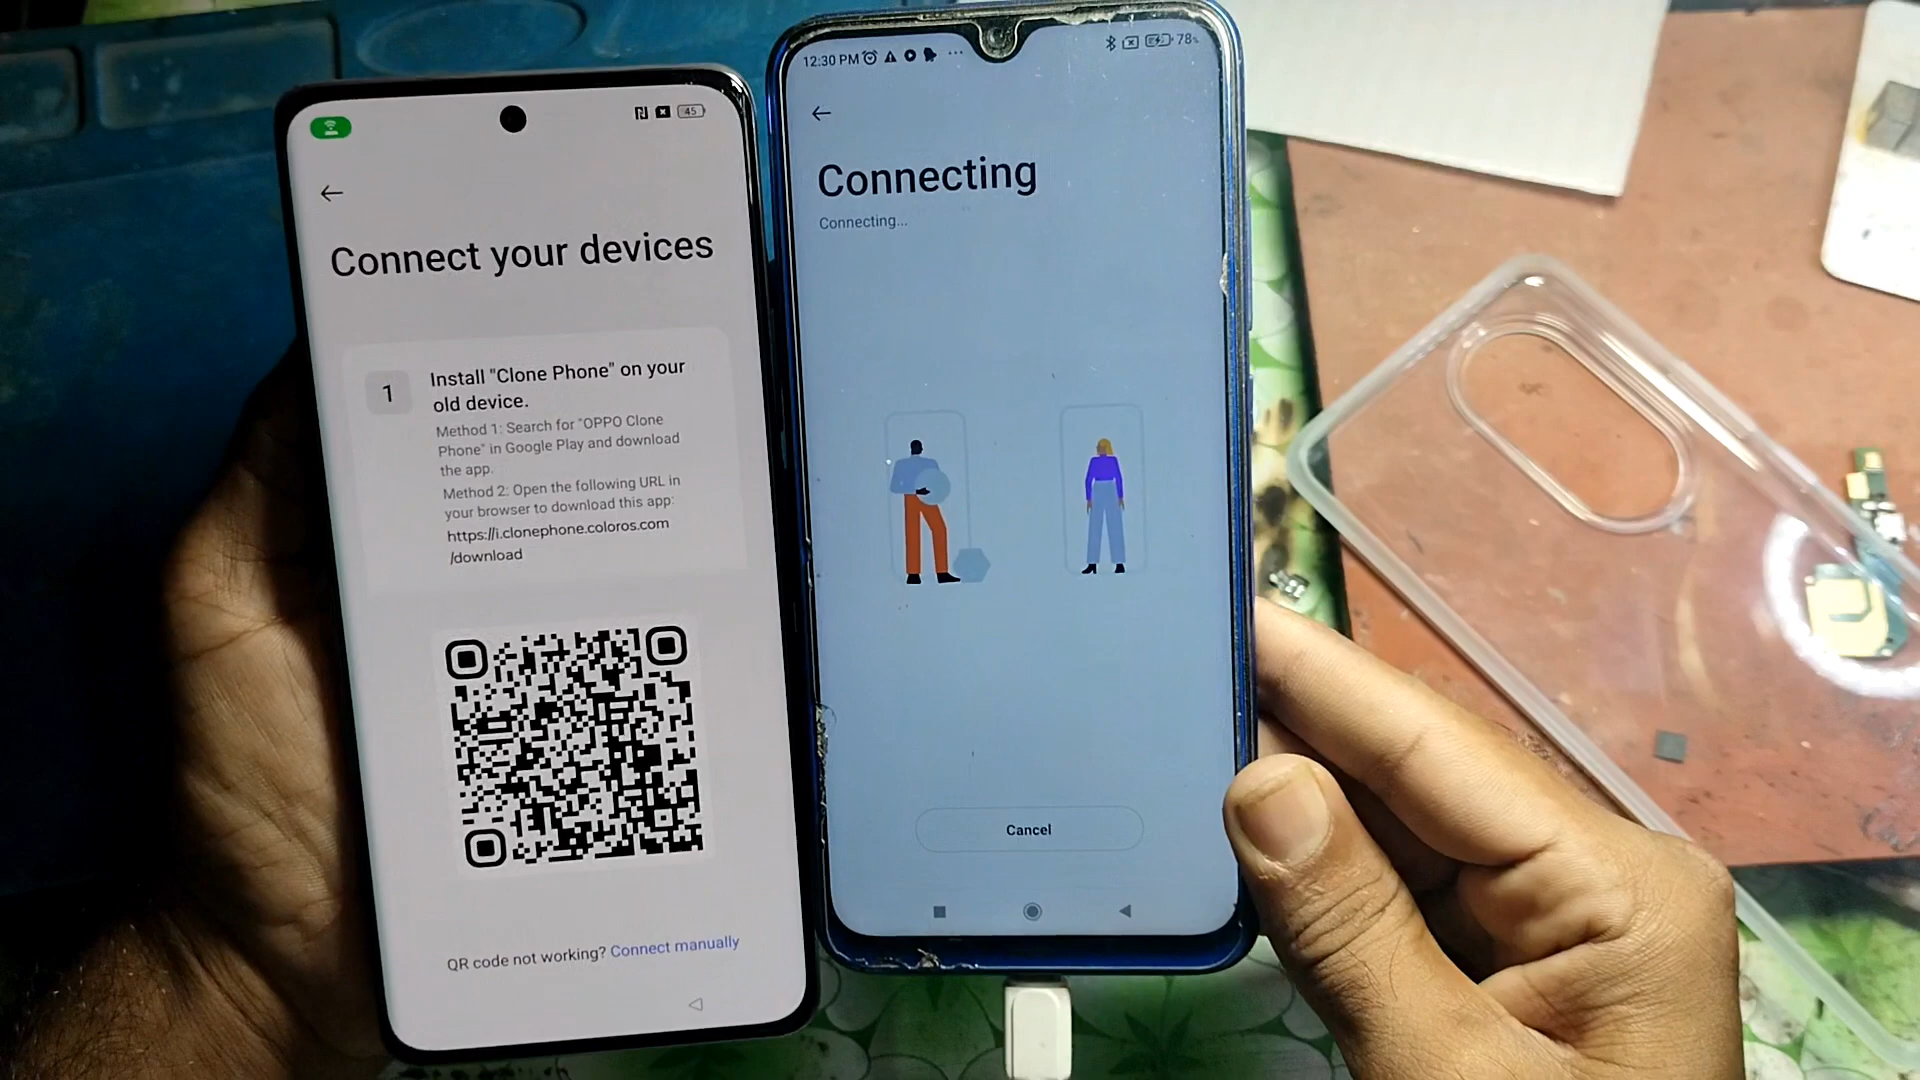 45
Connect your devices
1
Install "Clone Phone" on your
old device.
Method 1: Search for "OPPO Clone
Phone" in Google Play and download
the app.
Method 2: Open the following URL in
your browser to download this app:
https://i.clonephone.coloros.com
/download
QR code not working? Connect manually
12:30 PM
78%
Connecting
Connecting...
Cancel